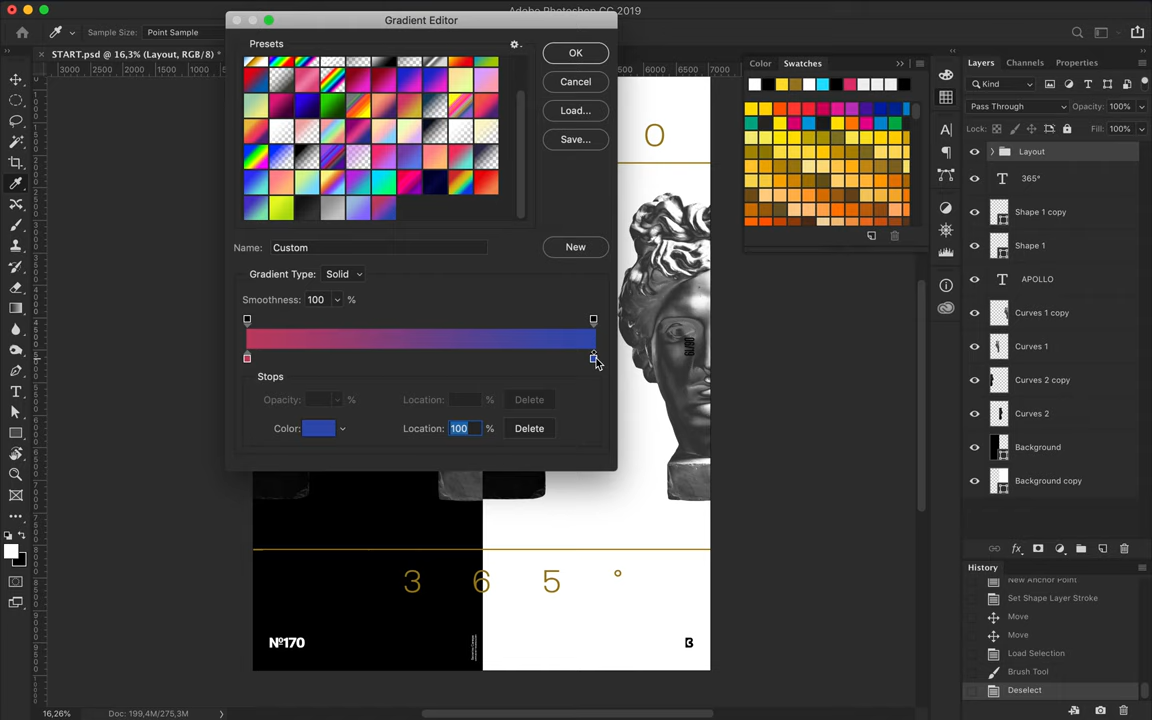 Adobe Photoshop CC 2019
Gradient Editor
Sample Size: Point Sample
START.psd @ 16,3% (Layout, RGB/8) *
Presets
OK
Cancel
Load...
Save...
Name: Custom
New
Gradient Type: Solid
Smoothness: 100 %
Stops
Opacity: % Location: % Delete
Color: Location: 100 % Delete
3000 2500 2000 1500 1000
6000 6500 7000
O
19/80
3 6 5 °
Nº170
B
Color Swatches
Layers Channels Properties
Kind
Pass Through Opacity: 100%
Lock: Fill: 100%
Layout
T 365°
Shape 1 copy
Shape 1
T APOLLO
Curves 1 copy
Curves 1
Curves 2 copy
Curves 2
Background
Background copy
fx
History
New Anchor Point
Set Shape Layer Stroke
Move
Move
Load Selection
Brush Tool
Deselect
16,26% Doc: 199,4M/275,3M